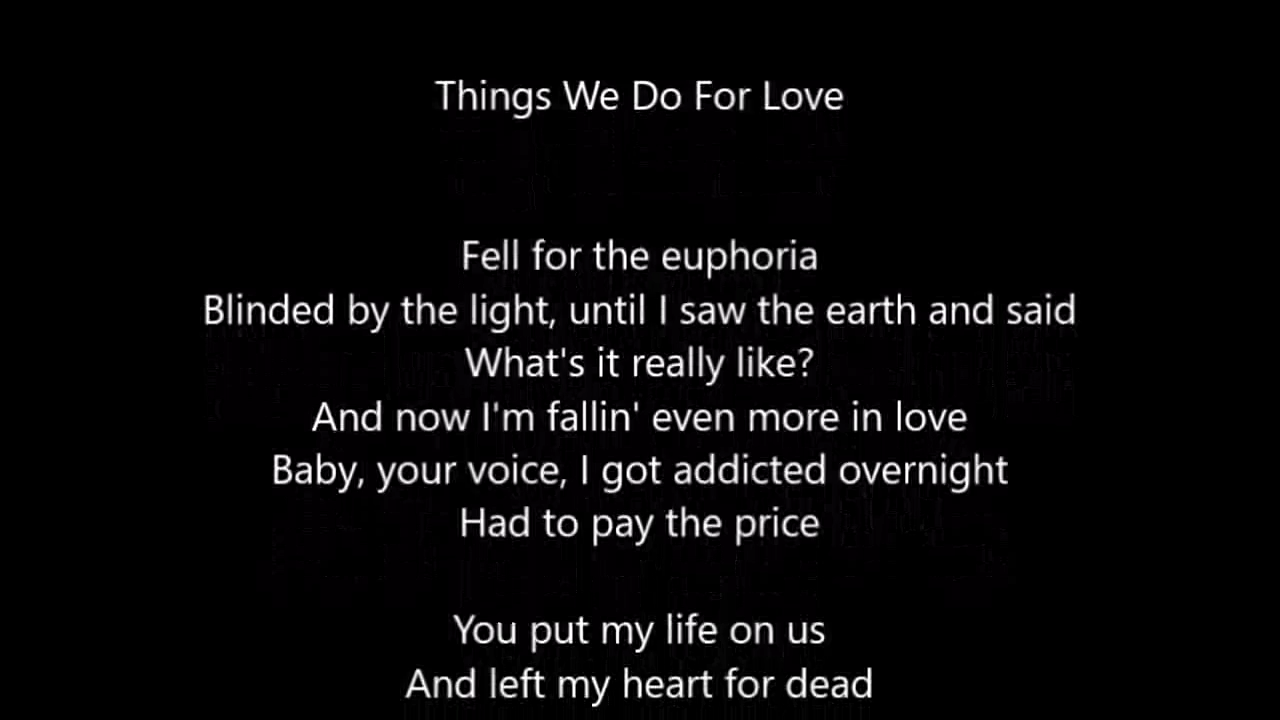 Things We Do For Love
Fell for the euphoria
Blinded by the light, until I saw the earth and said
What's it really like?
And now I'm fallin' even more in love
Baby, your voice, I got addicted overnight
Had to pay the price
You put my life on us
And left my heart for dead